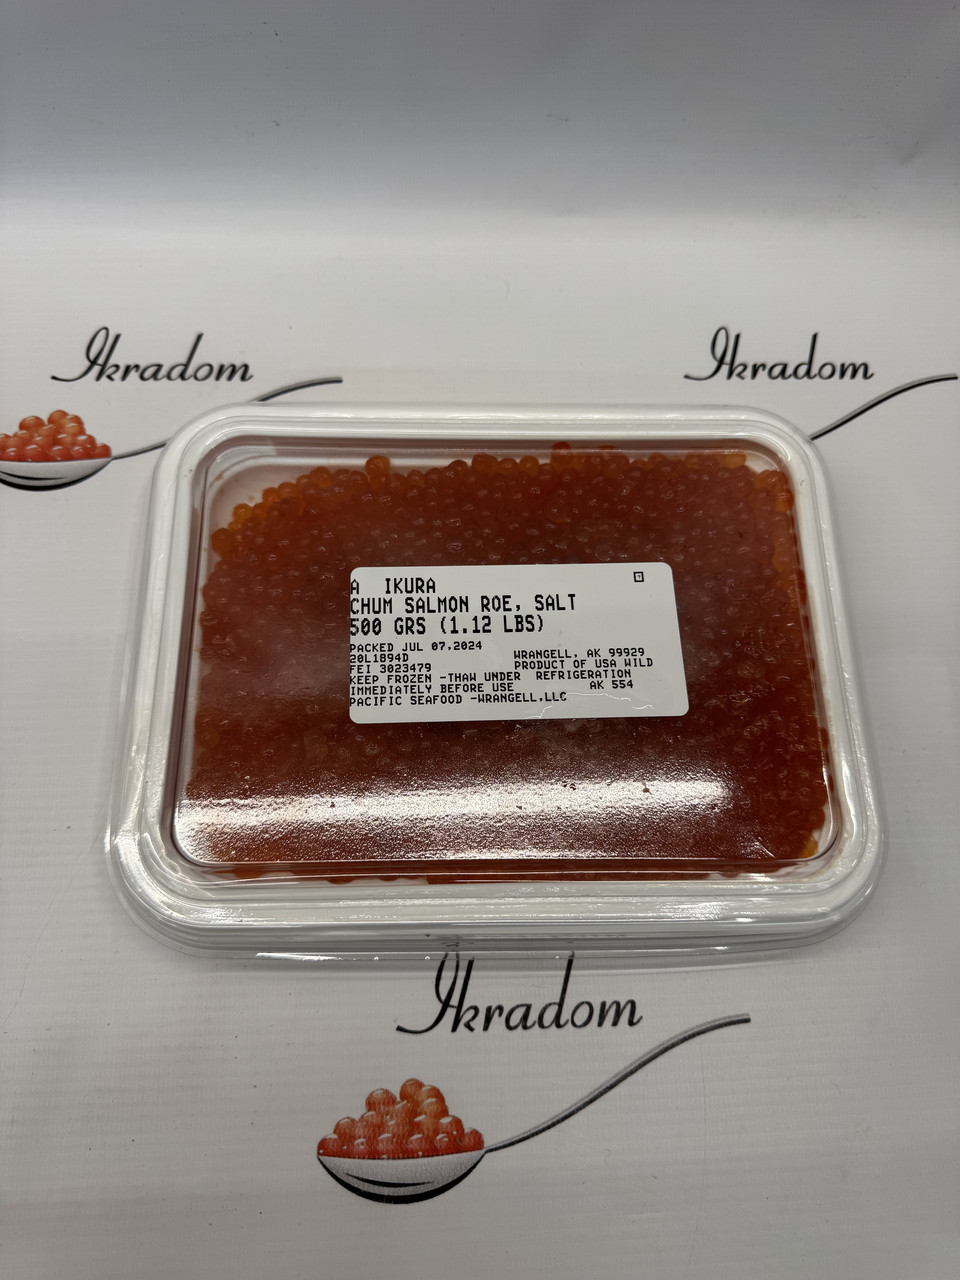 Ikradom
Ikradom
A IKURA
CHUM SALMON ROE, SALT
500 GRS (1.12 LBS)
PACKED JUL 07,2024
20L1894D WRANGELL, AK 99929
FEI 3023479 PRODUCT OF USA WILD
KEEP FROZEN -THAW UNDER REFRIGERATION
IMMEDIATELY BEFORE USE AK 554
PACIFIC SEAFOOD -WRANGELL,LLC
Ikradom